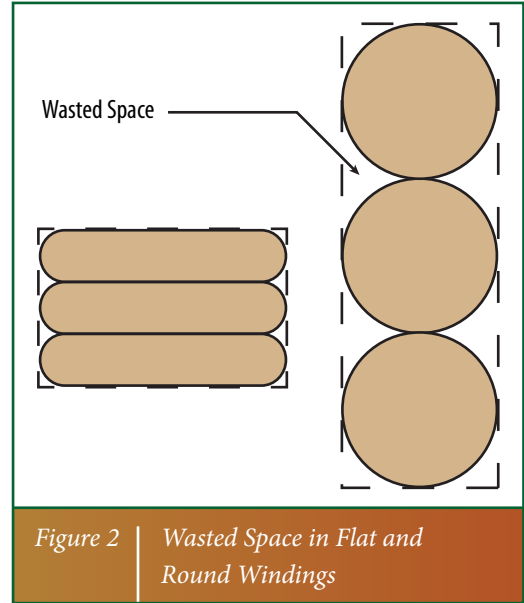 Wasted Space
Figure 2
Wasted Space in Flat and
Round Windings